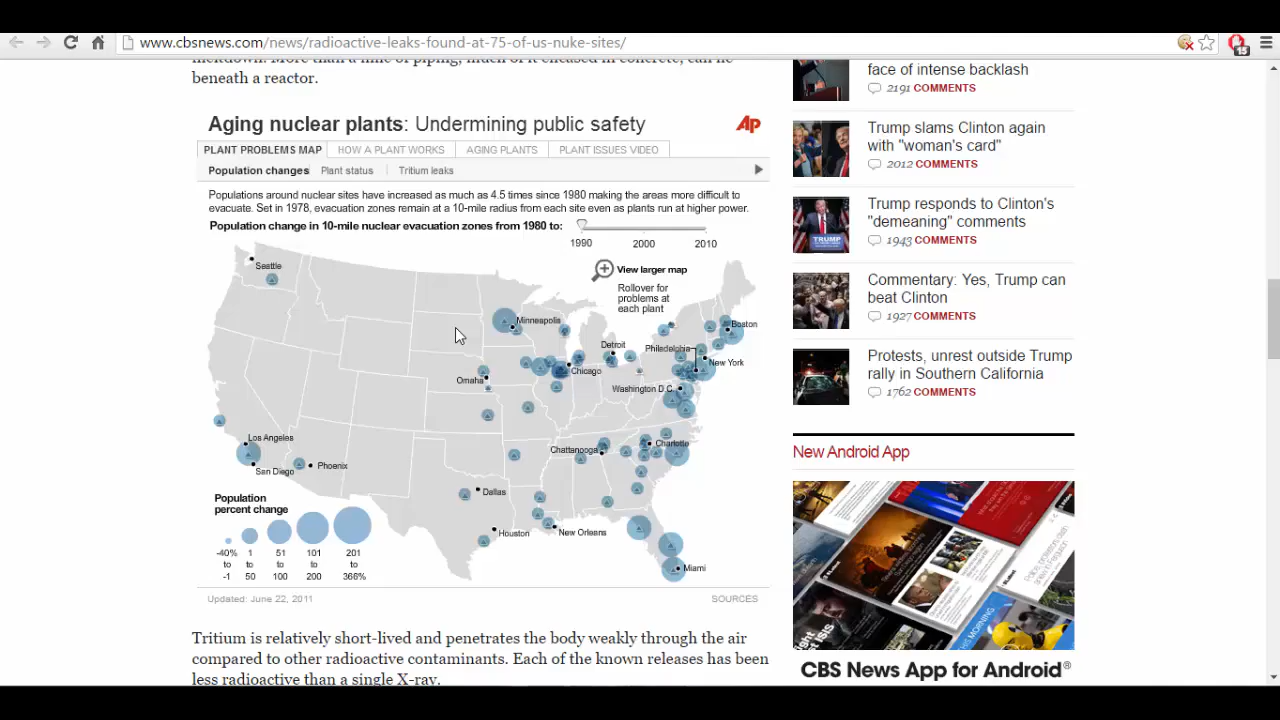 www.cbsnews.com/news/radioactive-leaks-found-at-75-of-us-nuke-sites/
15
meltdown. More than a mile of piping, much of it encased in concrete, can lie
beneath a reactor.
Aging nuclear plants: Undermining public safety
AP
PLANT PROBLEMS MAP
HOW A PLANT WORKS
AGING PLANTS
PLANT ISSUES VIDEO
Population changes
Plant status
Tritium leaks
Populations around nuclear sites have increased as much as 4.5 times since 1980 making the areas more difficult to
evacuate. Set in 1978, evacuation zones remain at a 10-mile radius from each site even as plants run at higher power.
Population change in 10-mile nuclear evacuation zones from 1980 to:
1990 2000 2010
View larger map
Rollover for
problems at
each plant
Seattle
Minneapolis
Boston
Detroit
Philadelphia
New York
Chicago
Omaha
Washington D.C.
Los Angeles
Chattanooga
Charlotte
San Diego
Phoenix
Dallas
Houston
New Orleans
Miami
Population
percent change
-40% 1 51 101 201
to to to to to
-1 50 100 200 366%
Updated: June 22, 2011
SOURCES
Tritium is relatively short-lived and penetrates the body weakly through the air
compared to other radioactive contaminants. Each of the known releases has been
less radioactive than a single X-ray.
face of intense backlash
2191 COMMENTS
Trump slams Clinton again
with "woman's card"
2012 COMMENTS
Trump responds to Clinton's
"demeaning" comments
1943 COMMENTS
TRUMP
Commentary: Yes, Trump can
beat Clinton
1927 COMMENTS
Protests, unrest outside Trump
rally in Southern California
1762 COMMENTS
New Android App
CBS News App for Android®